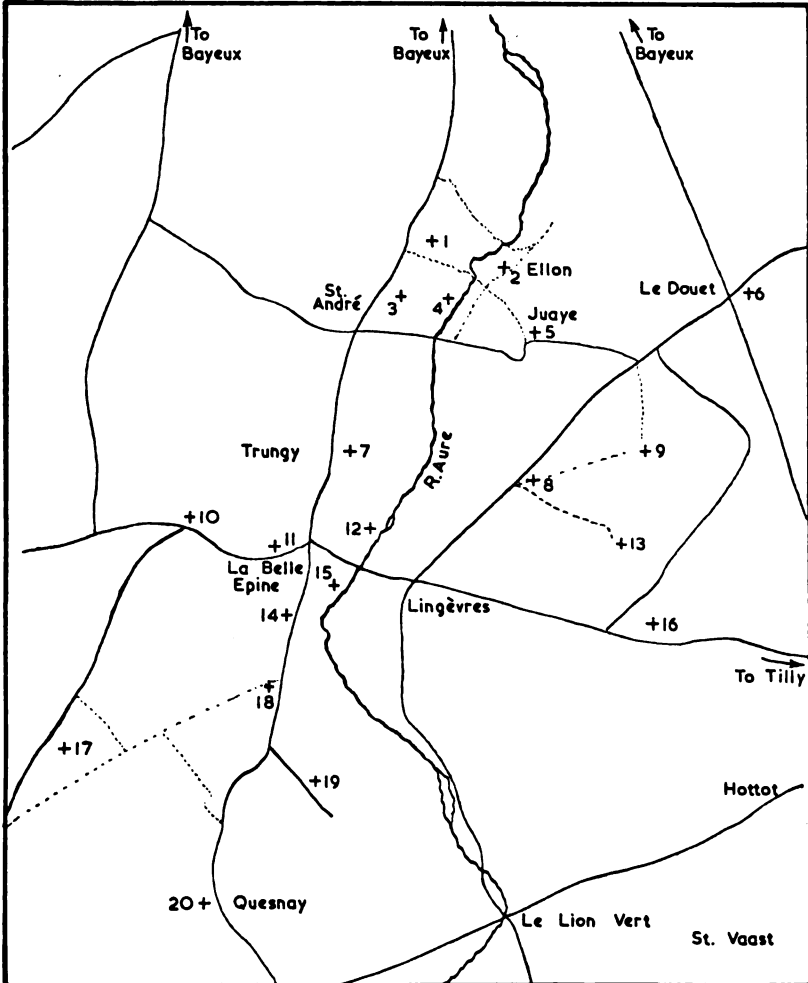 To
Bayeux
To
Bayeux
To
Bayeux
+1
+2 Ellon
St.
André
3+
4+
Juaye
+5
Le Douet
+6
Trungy
+7
R. Aure
+8
+9
+10
+11
12+
+13
La Belle
Epine
15+
Lingèvres
14+
+16
To Tilly
+
18
+17
+19
Hottot
20+ Quesnay
Le Lion Vert
St. Vaast